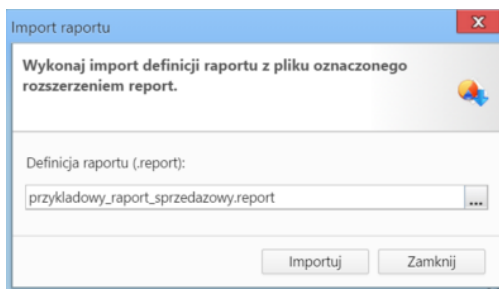 Import raportu
Wykonaj import definicji raportu z pliku oznaczonego
rozszerzeniem report.
Definicja raportu (.report):
przykladowy_raport_sprzedazowy.report
...
Importuj
Zamknij